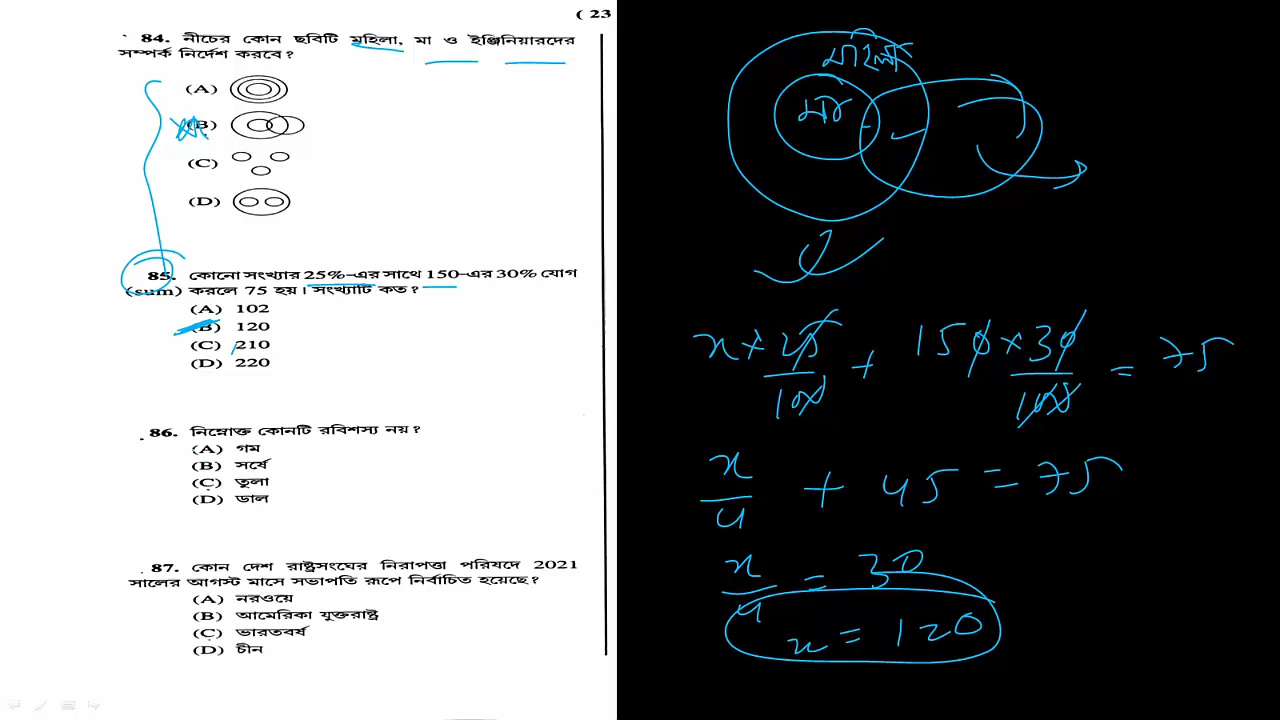 ( 23
84. নীচের কোন ছবিটি মহিলা, মা ও ইঞ্জিনিয়ারদের
সম্পর্ক নির্দেশ করবে?
(A)
(B)
(C)
(D)
85. কোনো সংখ্যার 25%-এর সাথে 150-এর 30% যোগ
(sum) করলে 75 হয়। সংখ্যাটি কত?
(A) 102
(B) 120
(C) 210
(D) 220
86. নিম্নোক্ত কোনটি রবিশস্য নয়?
(A) গম
(B) সর্ষে
(C) তুলা
(D) ডাল
87. কোন দেশ রাষ্ট্রসংঘের নিরাপত্তা পরিষদে 2021
সালের আগস্ট মাসে সভাপতি রূপে নির্বাচিত হয়েছে?
(A) নরওয়ে
(B) আমেরিকা যুক্তরাষ্ট্র
(C) ভারতবর্ষ
(D) চীন
মহিলা
মা
x × 25/100 + 150 × 30/100 = 75
x/4 + 45 = 75
x/4 = 30
x = 120